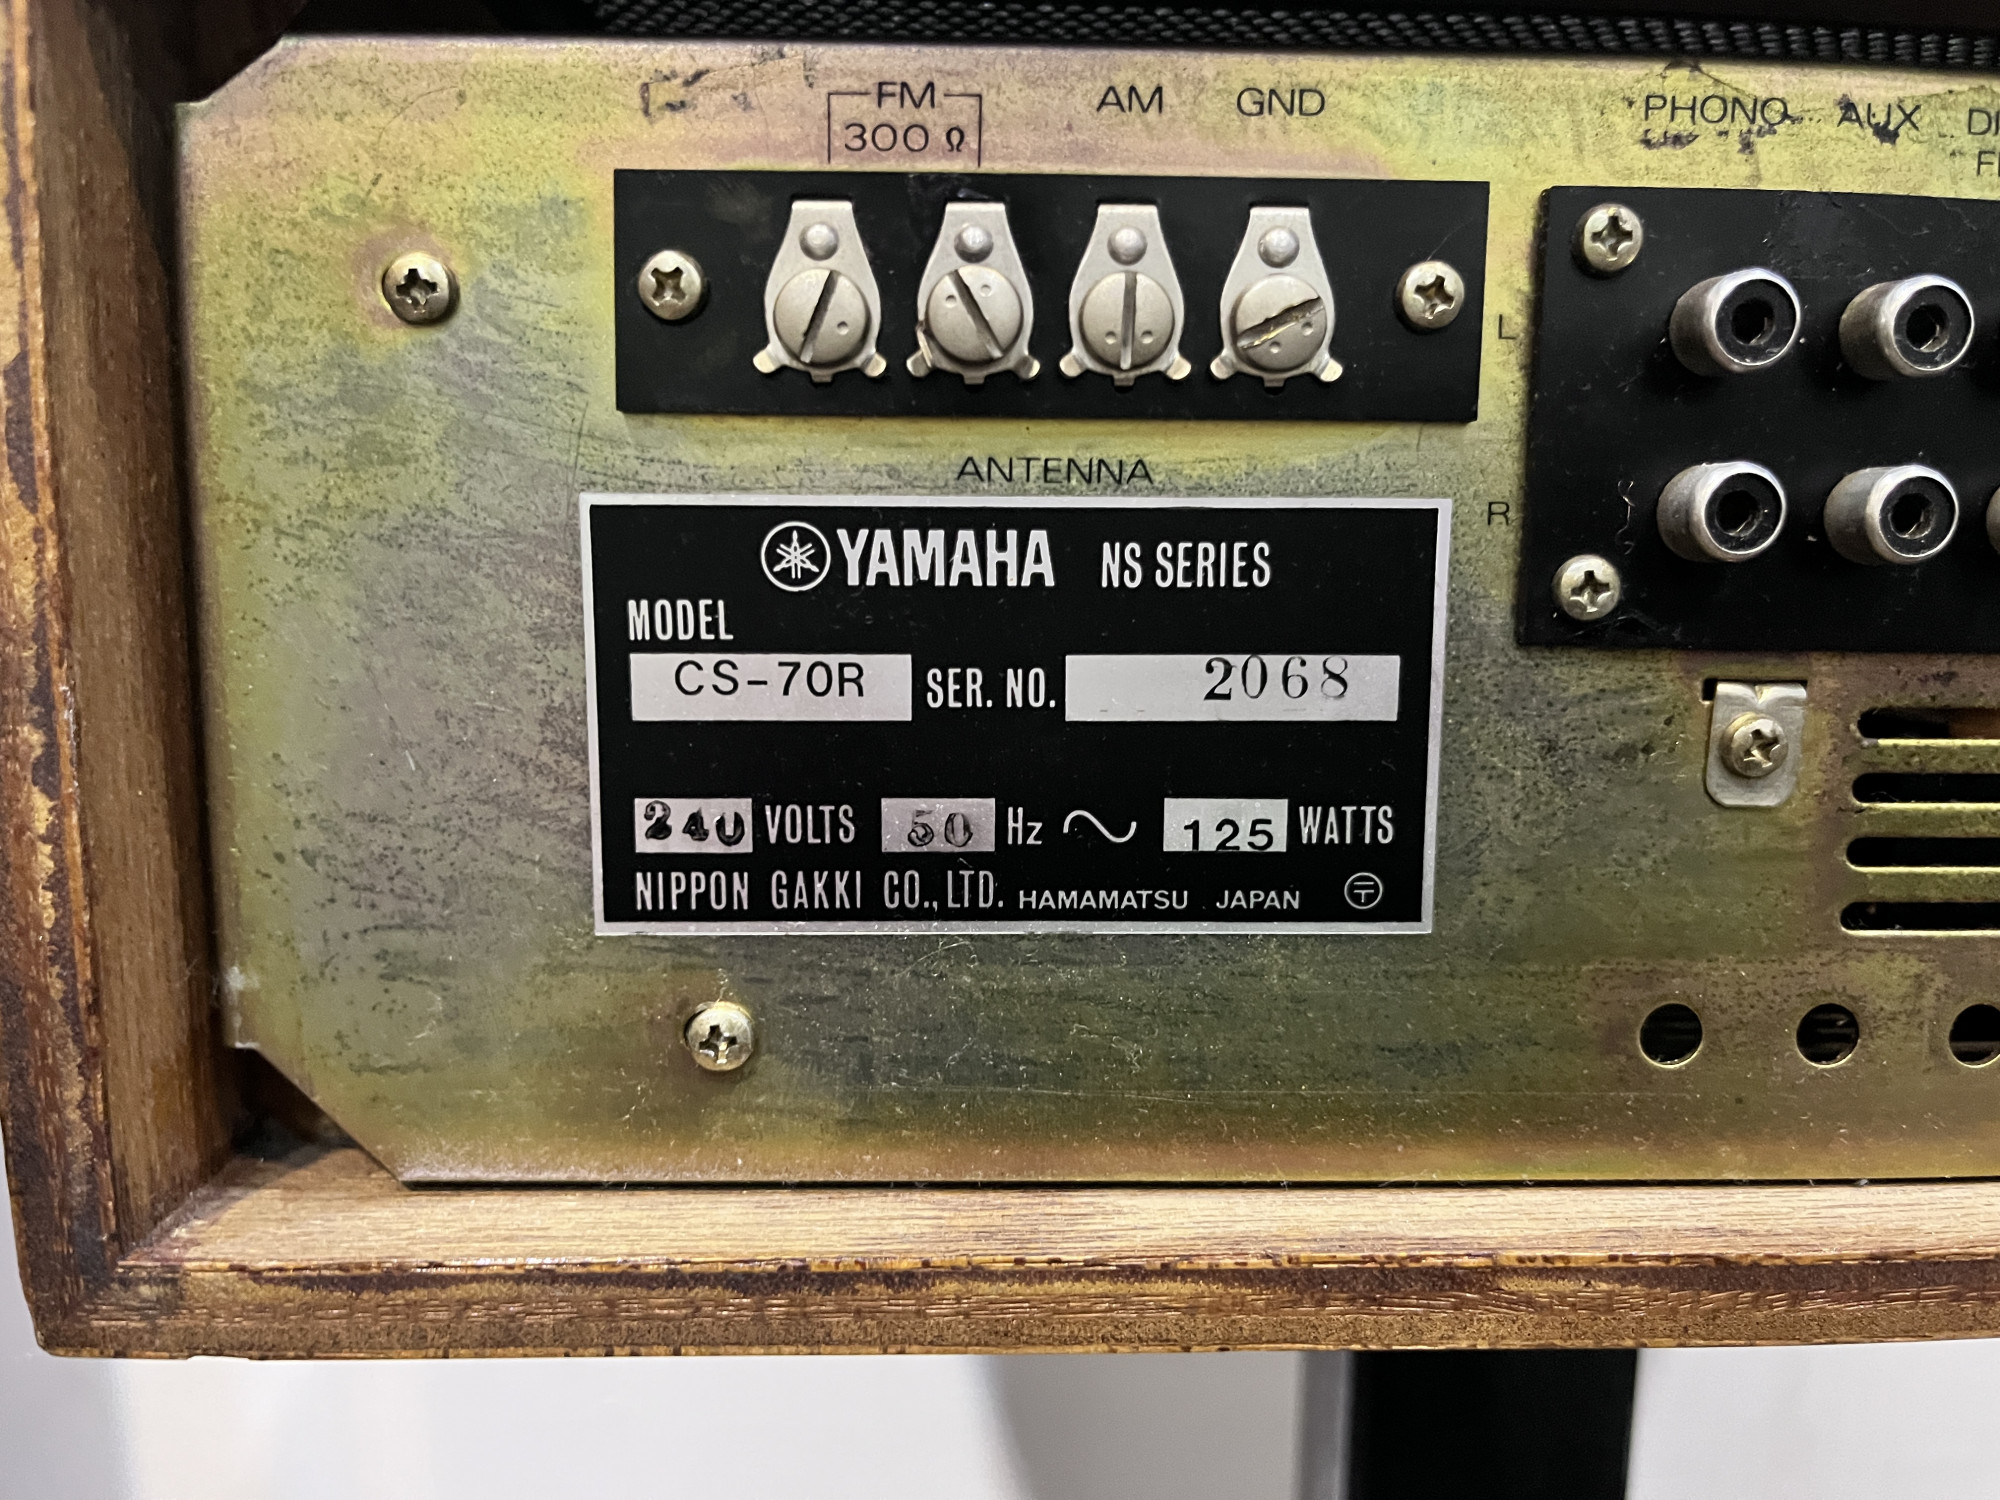 FM
300 Ω
AM
GND
PHONO
AUX
L
R
ANTENNA
YAMAHA NS SERIES
MODEL
CS-70R SER. NO. 2068
240 VOLTS 50 Hz 125 WATTS
NIPPON GAKKI CO., LTD. HAMAMATSU JAPAN